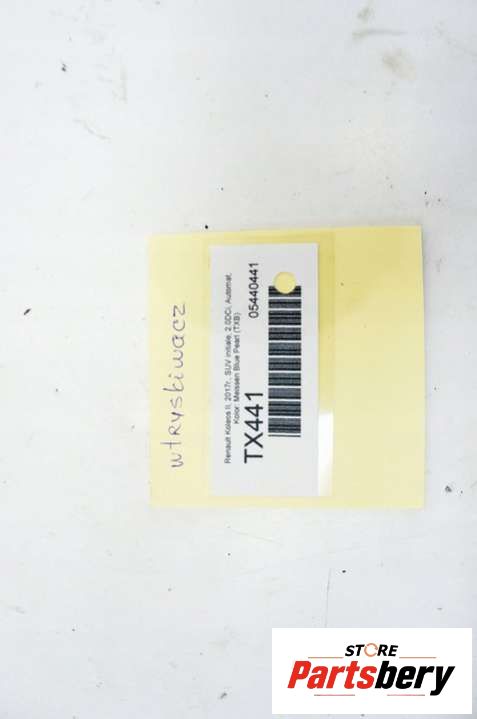 wtryskiwacz
Renault Koleos II, 2017r., SUV Initiale, 2.0DCi, Automat,
Kolor: Meissen Blue Pearl (TXB)
TX441
05440441
STORE
Partsbery